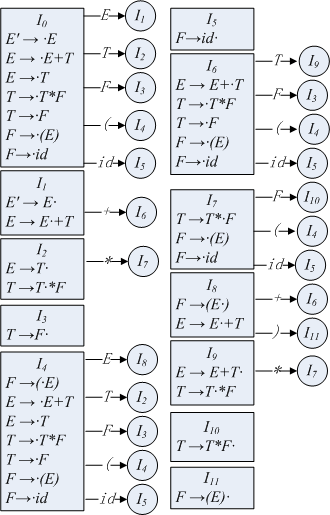 I0
E' → ·E
E → ·E+T
E → ·T
T→·T*F
T→·F
F→·(E)
F→·id
E I1
T I2
F I3
( I4
id I5
I1
E' → E·
E → E·+T
+ I6
I2
E →T·
T→T·*F
* I7
I3
T →F·
I4
F →(·E)
E → ·E+T
E → ·T
T →·T*F
T →·F
F →·(E)
F→·id
E I8
T I2
F I3
( I4
id I5
I5
F→id·
I6
E → E+·T
T →·T*F
T →·F
F →·(E)
F→·id
T I9
F I3
( I4
id I5
I7
T →T*·F
F →·(E)
F→·id
F I10
( I4
id I5
I8
F →(E·)
E → E·+T
+ I6
) I11
I9
E → E+T·
T →T·*F
* I7
I10
T →T*F·
I11
F →(E)·